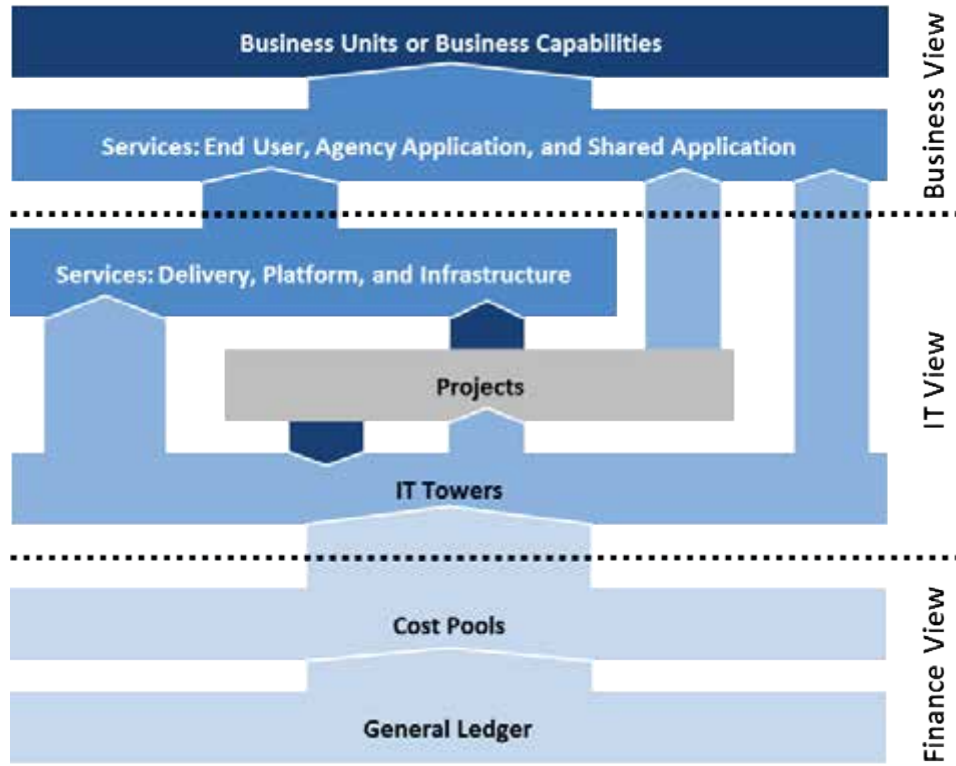 Business Units or Business Capabilities
Services: End User, Agency Application, and Shared Application
Business View
Services: Delivery, Platform, and Infrastructure
Projects
IT Towers
IT View
Cost Pools
General Ledger
Finance View